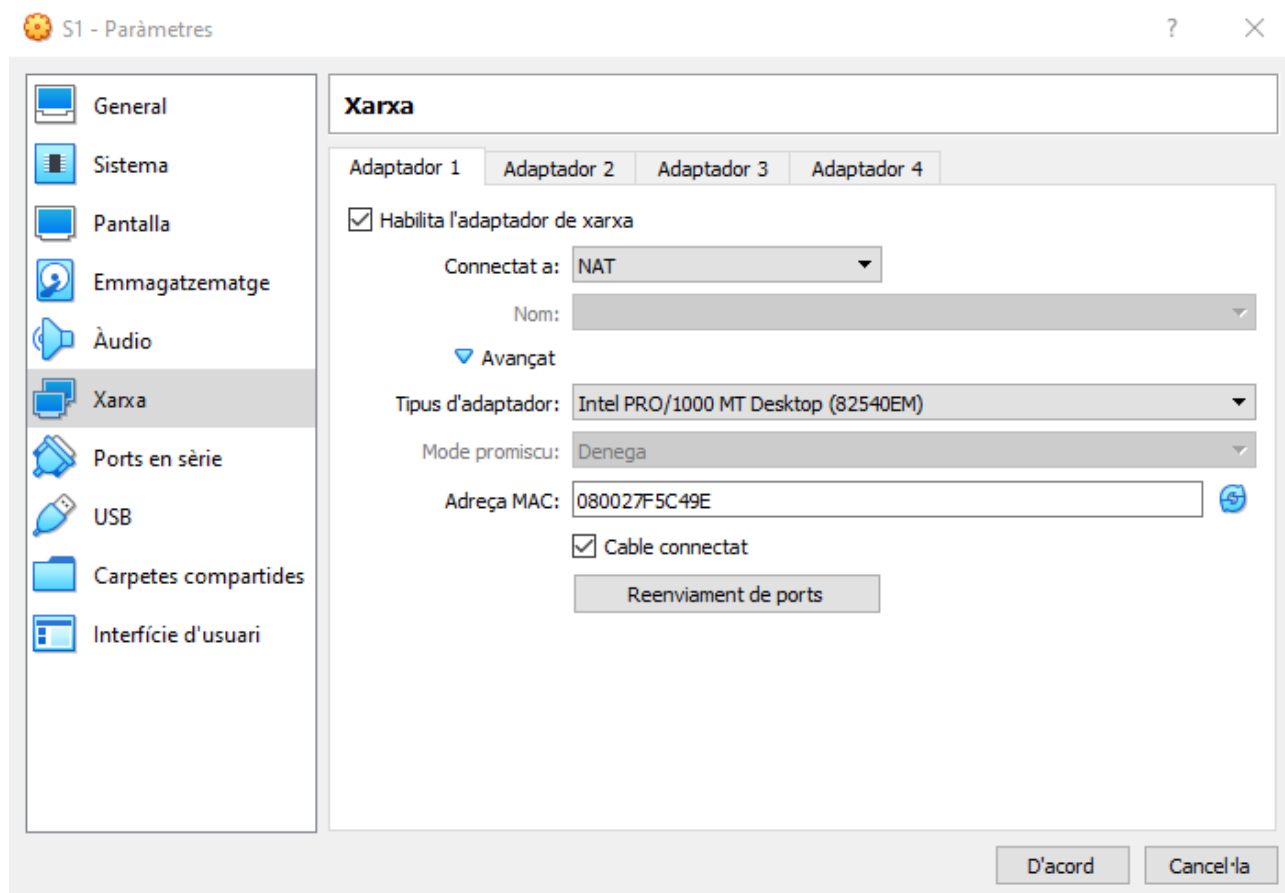 S1 - Paràmetres
?
General
Sistema
Pantalla
Emmagatzematge
Àudio
Xarxa
Ports en sèrie
USB
Carpetes compartides
Interfície d'usuari
Xarxa
Adaptador 1 Adaptador 2 Adaptador 3 Adaptador 4
Habilita l'adaptador de xarxa
Connectat a: NAT
Nom:
Avançat
Tipus d'adaptador: Intel PRO/1000 MT Desktop (82540EM)
Mode promiscu: Denega
Adreça MAC: 080027F5C49E
Cable connectat
Reenviament de ports
D'acord Cancel·la